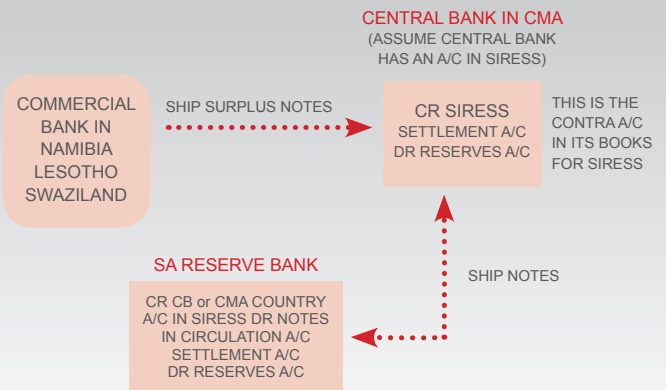 CENTRAL BANK IN CMA
(ASSUME CENTRAL BANK
HAS AN A/C IN SIRESS)
COMMERCIAL
BANK IN
NAMIBIA
LESOTHO
SWAZILAND
SHIP SURPLUS NOTES
CR SIRESS
SETTLEMENT A/C
DR RESERVES A/C
THIS IS THE
CONTRA A/C
IN ITS BOOKS
FOR SIRESS
SHIP NOTES
SA RESERVE BANK
CR CB or CMA COUNTRY
A/C IN SIRESS DR NOTES
IN CIRCULATION A/C
SETTLEMENT A/C
DR RESERVES A/C